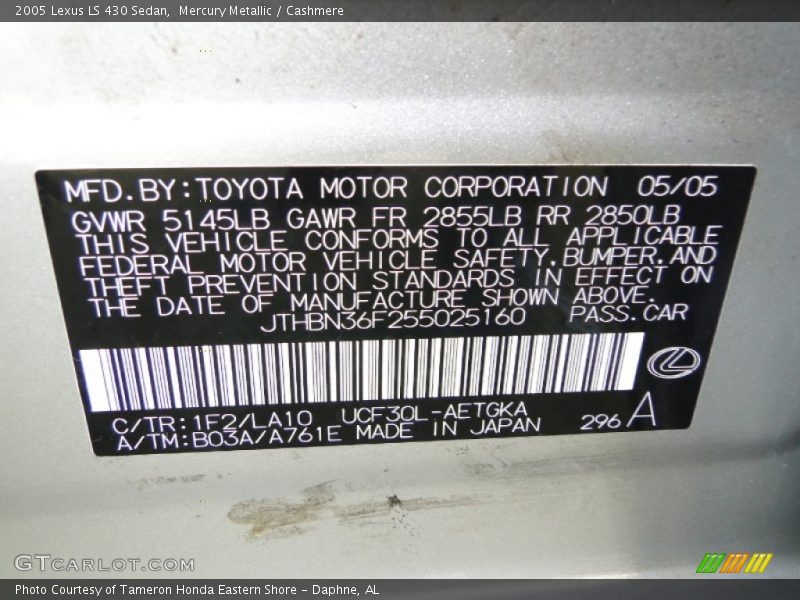 2005 Lexus LS 430 Sedan,  Mercury Metallic / Cashmere
MFD.BY:TOYOTA MOTOR CORPORATION 05/05
GVWR 5145LB GAWR FR 2855LB RR 2850LB
THIS VEHICLE CONFORMS TO ALL APPLICABLE
FEDERAL MOTOR VEHICLE SAFETY,BUMPER,AND
THEFT PREVENTION STANDARDS IN EFFECT ON
THE DATE OF MANUFACTURE SHOWN ABOVE.
JTHBN36F255025160 PASS.CAR
C/TR:1F2/LA10 UCF30L-AETGKA
A/TM:B03A/A761E MADE IN JAPAN 296 A
GTCARLOT.COM
Photo Courtesy of Tameron Honda Eastern Shore - Daphne, AL